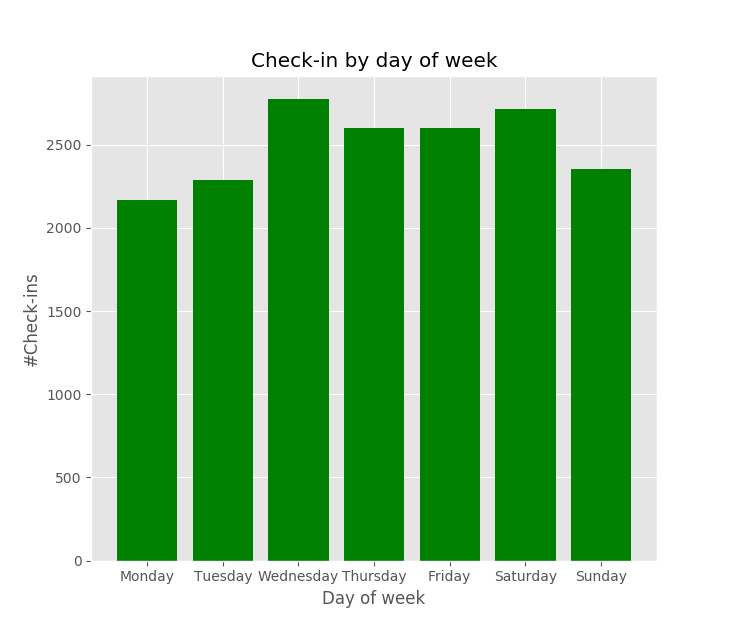 Check-in by day of week
#Check-ins
2500
2000
1500
1000
500
0
Monday Tuesday Wednesday Thursday Friday Saturday Sunday
Day of week